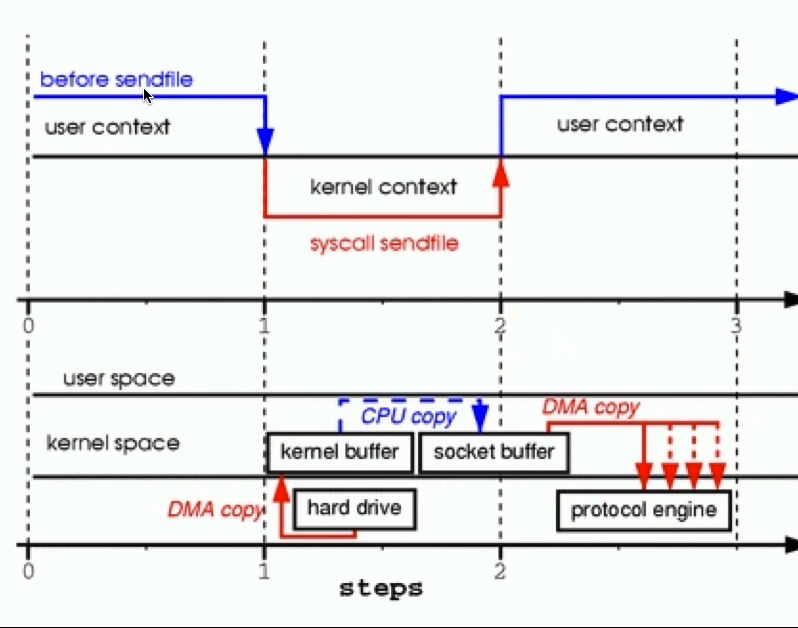 before sendfile
user context
user context
kernel context
syscall sendfile
0 1 2 3
user space
CPU copy
DMA copy
kernel space
kernel buffer
socket buffer
DMA copy
hard drive
protocol engine
0 1 2
steps